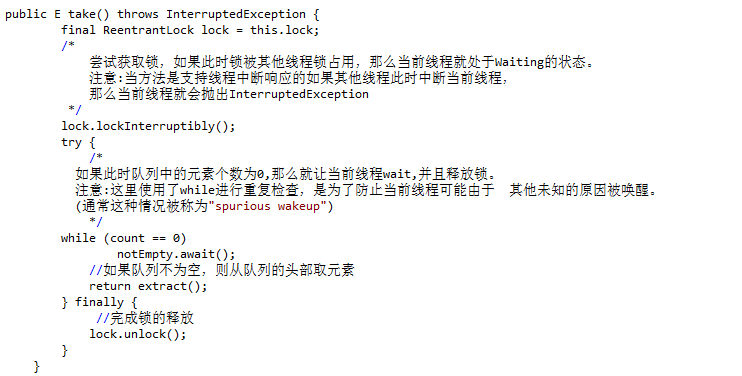 public E take() throws InterruptedException {
final ReentrantLock lock = this.lock;
/*
尝试获取锁，如果此时锁被其他线程锁占用，那么当前线程就处于Waiting的状态。
注意:当方法是支持线程中断响应的如果其他线程此时中断当前线程，
那么当前线程就会抛出InterruptedException
*/
lock.lockInterruptibly();
try {
/*
如果此时队列中的元素个数为0,那么就让当前线程wait,并且释放锁。
注意:这里使用了while进行重复检查，是为了防止当前线程可能由于 其他未知的原因被唤醒。
(通常这种情况被称为"spurious wakeup")
*/
while (count == 0)
notEmpty.await();
//如果队列不为空，则从队列的头部取元素
return extract();
} finally {
//完成锁的释放
lock.unlock();
}
}